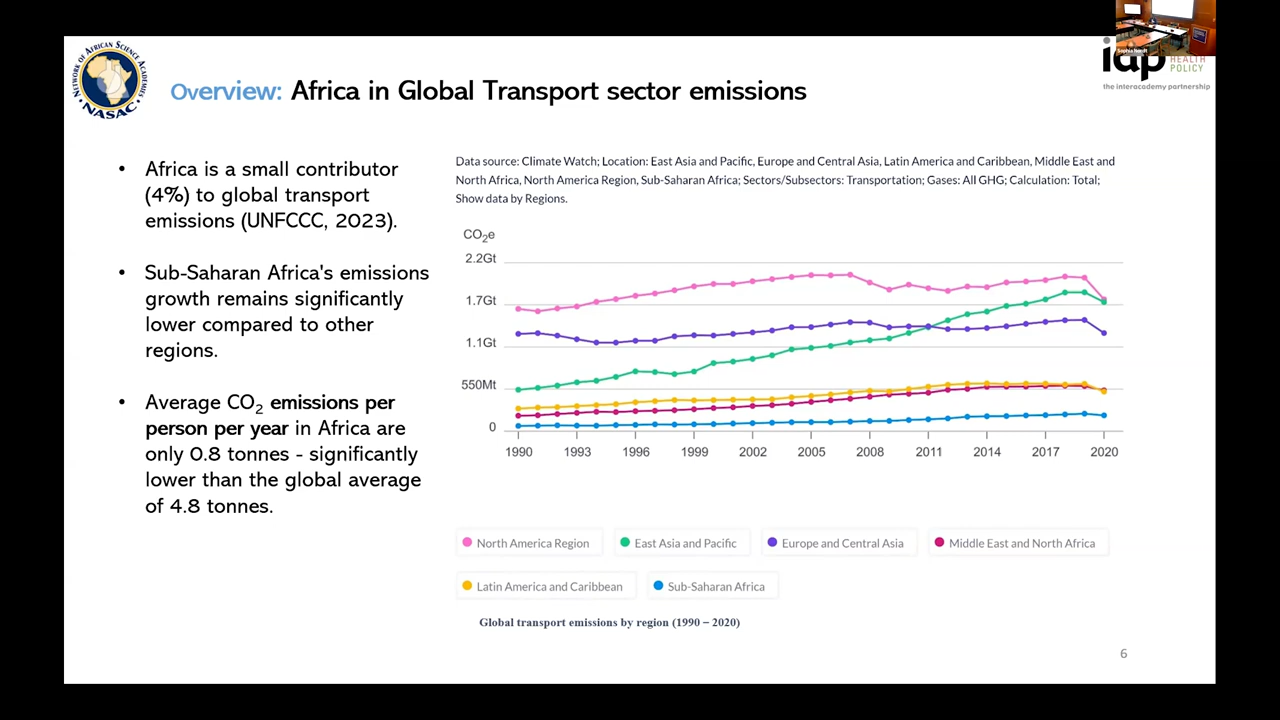 NETWORK OF AFRICAN SCIENCE ACADEMIES
NASAC
Overview: Africa in Global Transport sector emissions
iap HEALTH
POLICY
the interacademy partnership
• Africa is a small contributor
(4%) to global transport
emissions (UNFCCC, 2023).
• Sub-Saharan Africa's emissions
growth remains significantly
lower compared to other
regions.
• Average CO₂ emissions per
person per year in Africa are
only 0.8 tonnes - significantly
lower than the global average
of 4.8 tonnes.
Data source: Climate Watch; Location: East Asia and Pacific, Europe and Central Asia, Latin America and Caribbean, Middle East and
North Africa, North America Region, Sub-Saharan Africa; Sectors/Subsectors: Transportation; Gases: All GHG; Calculation: Total;
Show data by Regions.
CO₂e
2.2Gt
1.7Gt
1.1Gt
550Mt
0
1990 1993 1996 1999 2002 2005 2008 2011 2014 2017 2020
North America Region East Asia and Pacific Europe and Central Asia Middle East and North Africa
Latin America and Caribbean Sub-Saharan Africa
Global transport emissions by region (1990 – 2020)
6